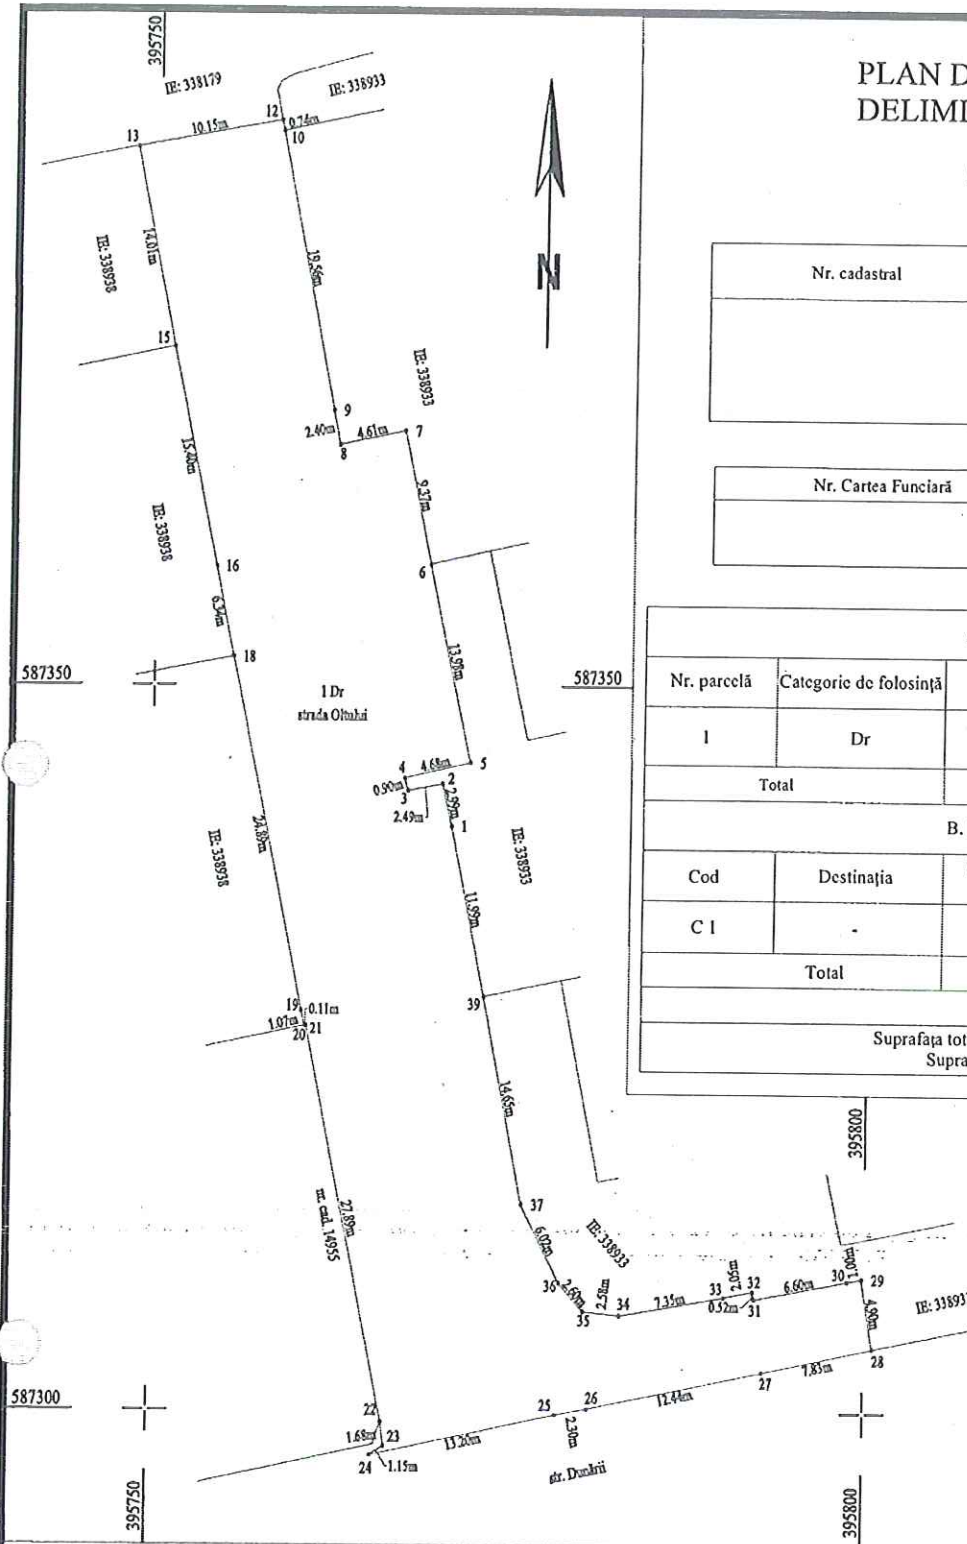 395750
PLAN D
DELIMI
IE: 338179
IE: 338933
12
13
10.15m
0.74m
10
14.01m
IE: 338938
19.56m
N
Nr. cadastral
15
IE: 338933
9
2.40m
4.61m
7
8
15.40m
9.37m
Nr. Cartea Funciară
IE: 338938
16
6
6.34m
18
13.98m
587350
587350
1 Dr
strada Oltului
Nr. parcelă
Categorie de folosință
1
Dr
Total
4
4.68m
5
0.90m
3
2
2.99m
2.49m
1
24.89m
IE: 338938
IE: 338933
B.
Cod
Destinația
C 1
-
Total
11.99m
39
19
0.11m
1.07m
20
21
Suprafața tot
Supra
14.65m
395800
nr. cad. 14955
27.89m
37
6.02m
IE: 338933
36
2.60m
35
2.58m
34
7.35m
33
2.05m
32
0.52m
31
6.60m
30
1.00m
29
4.90m
IE: 33893
28
7.83m
27
12.44m
587300
26
25
2.30m
22
1.68m
23
13.20m
24
1.15m
str. Dunării
395750
395800